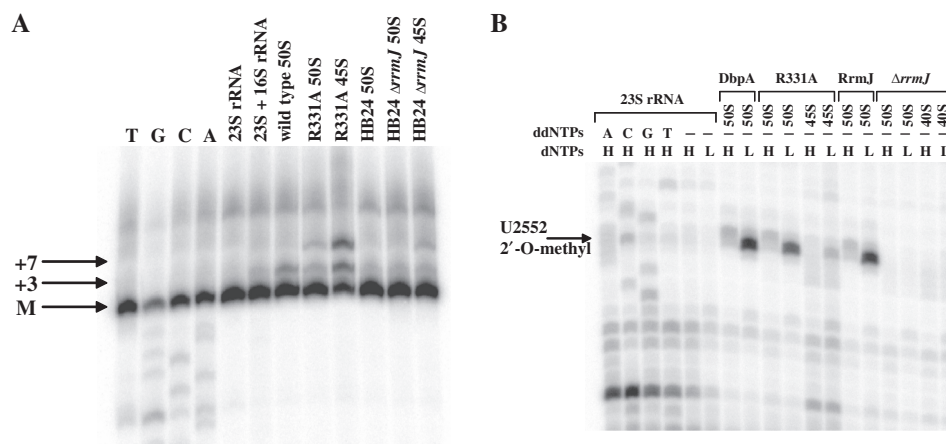 A
T G C A 23S rRNA 23S + 16S rRNA wild type 50S R331A 50S R331A 45S HB24 50S HB24 ΔrrmJ 50S HB24 ΔrrmJ 45S
+7
+3
M
B
DbpA R331A RrmJ ΔrrmJ
23S rRNA 50S 50S 50S 50S 45S 45S 50S 50S 50S 50S 40S 40S
ddNTPs A C G T – – – – – – – – – – – – – –
dNTPs H H H H H L H L H L H L H L H L H L
U2552
2′-O-methyl